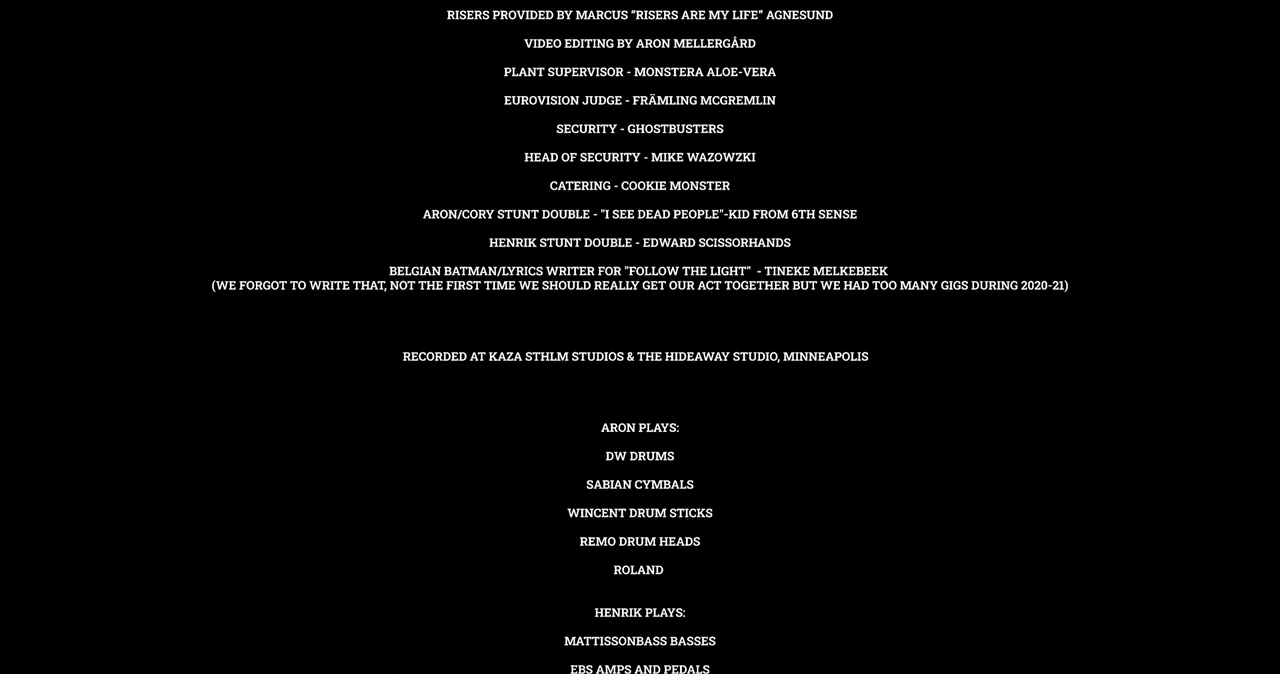 RISERS PROVIDED BY MARCUS “RISERS ARE MY LIFE” AGNESUND
VIDEO EDITING BY ARON MELLERGÅRD
PLANT SUPERVISOR - MONSTERA ALOE-VERA
EUROVISION JUDGE - FRÄMLING MCGREMLIN
SECURITY - GHOSTBUSTERS
HEAD OF SECURITY - MIKE WAZOWZKI
CATERING - COOKIE MONSTER
ARON/CORY STUNT DOUBLE - "I SEE DEAD PEOPLE"-KID FROM 6TH SENSE
HENRIK STUNT DOUBLE - EDWARD SCISSORHANDS
BELGIAN BATMAN/LYRICS WRITER FOR "FOLLOW THE LIGHT"  - TINEKE MELKEBEEK
(WE FORGOT TO WRITE THAT, NOT THE FIRST TIME WE SHOULD REALLY GET OUR ACT TOGETHER BUT WE HAD TOO MANY GIGS DURING 2020-21)
RECORDED AT KAZA STHLM STUDIOS & THE HIDEAWAY STUDIO, MINNEAPOLIS
ARON PLAYS:
DW DRUMS
SABIAN CYMBALS
WINCENT DRUM STICKS
REMO DRUM HEADS
ROLAND
HENRIK PLAYS:
MATTISSONBASS BASSES
EBS AMPS AND PEDALS